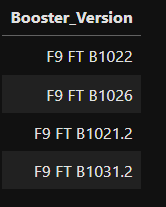 Booster_Version
F9 FT B1022
F9 FT B1026
F9 FT B1021.2
F9 FT B1031.2